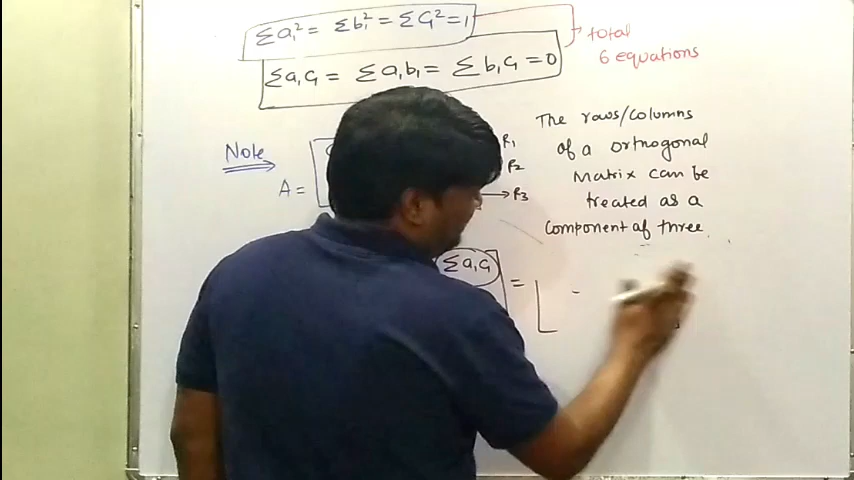 Σa₁² = Σb₁² = Σc₁² = 1
total
6 equations
Σa₁c₁ = Σa₁b₁ = Σb₁c₁ = 0
The rows/columns
of a orthogonal
Matrix can be
treated as a
component of three
Note
A =
R₁
R₂
R₃
Σa₁c₁ =